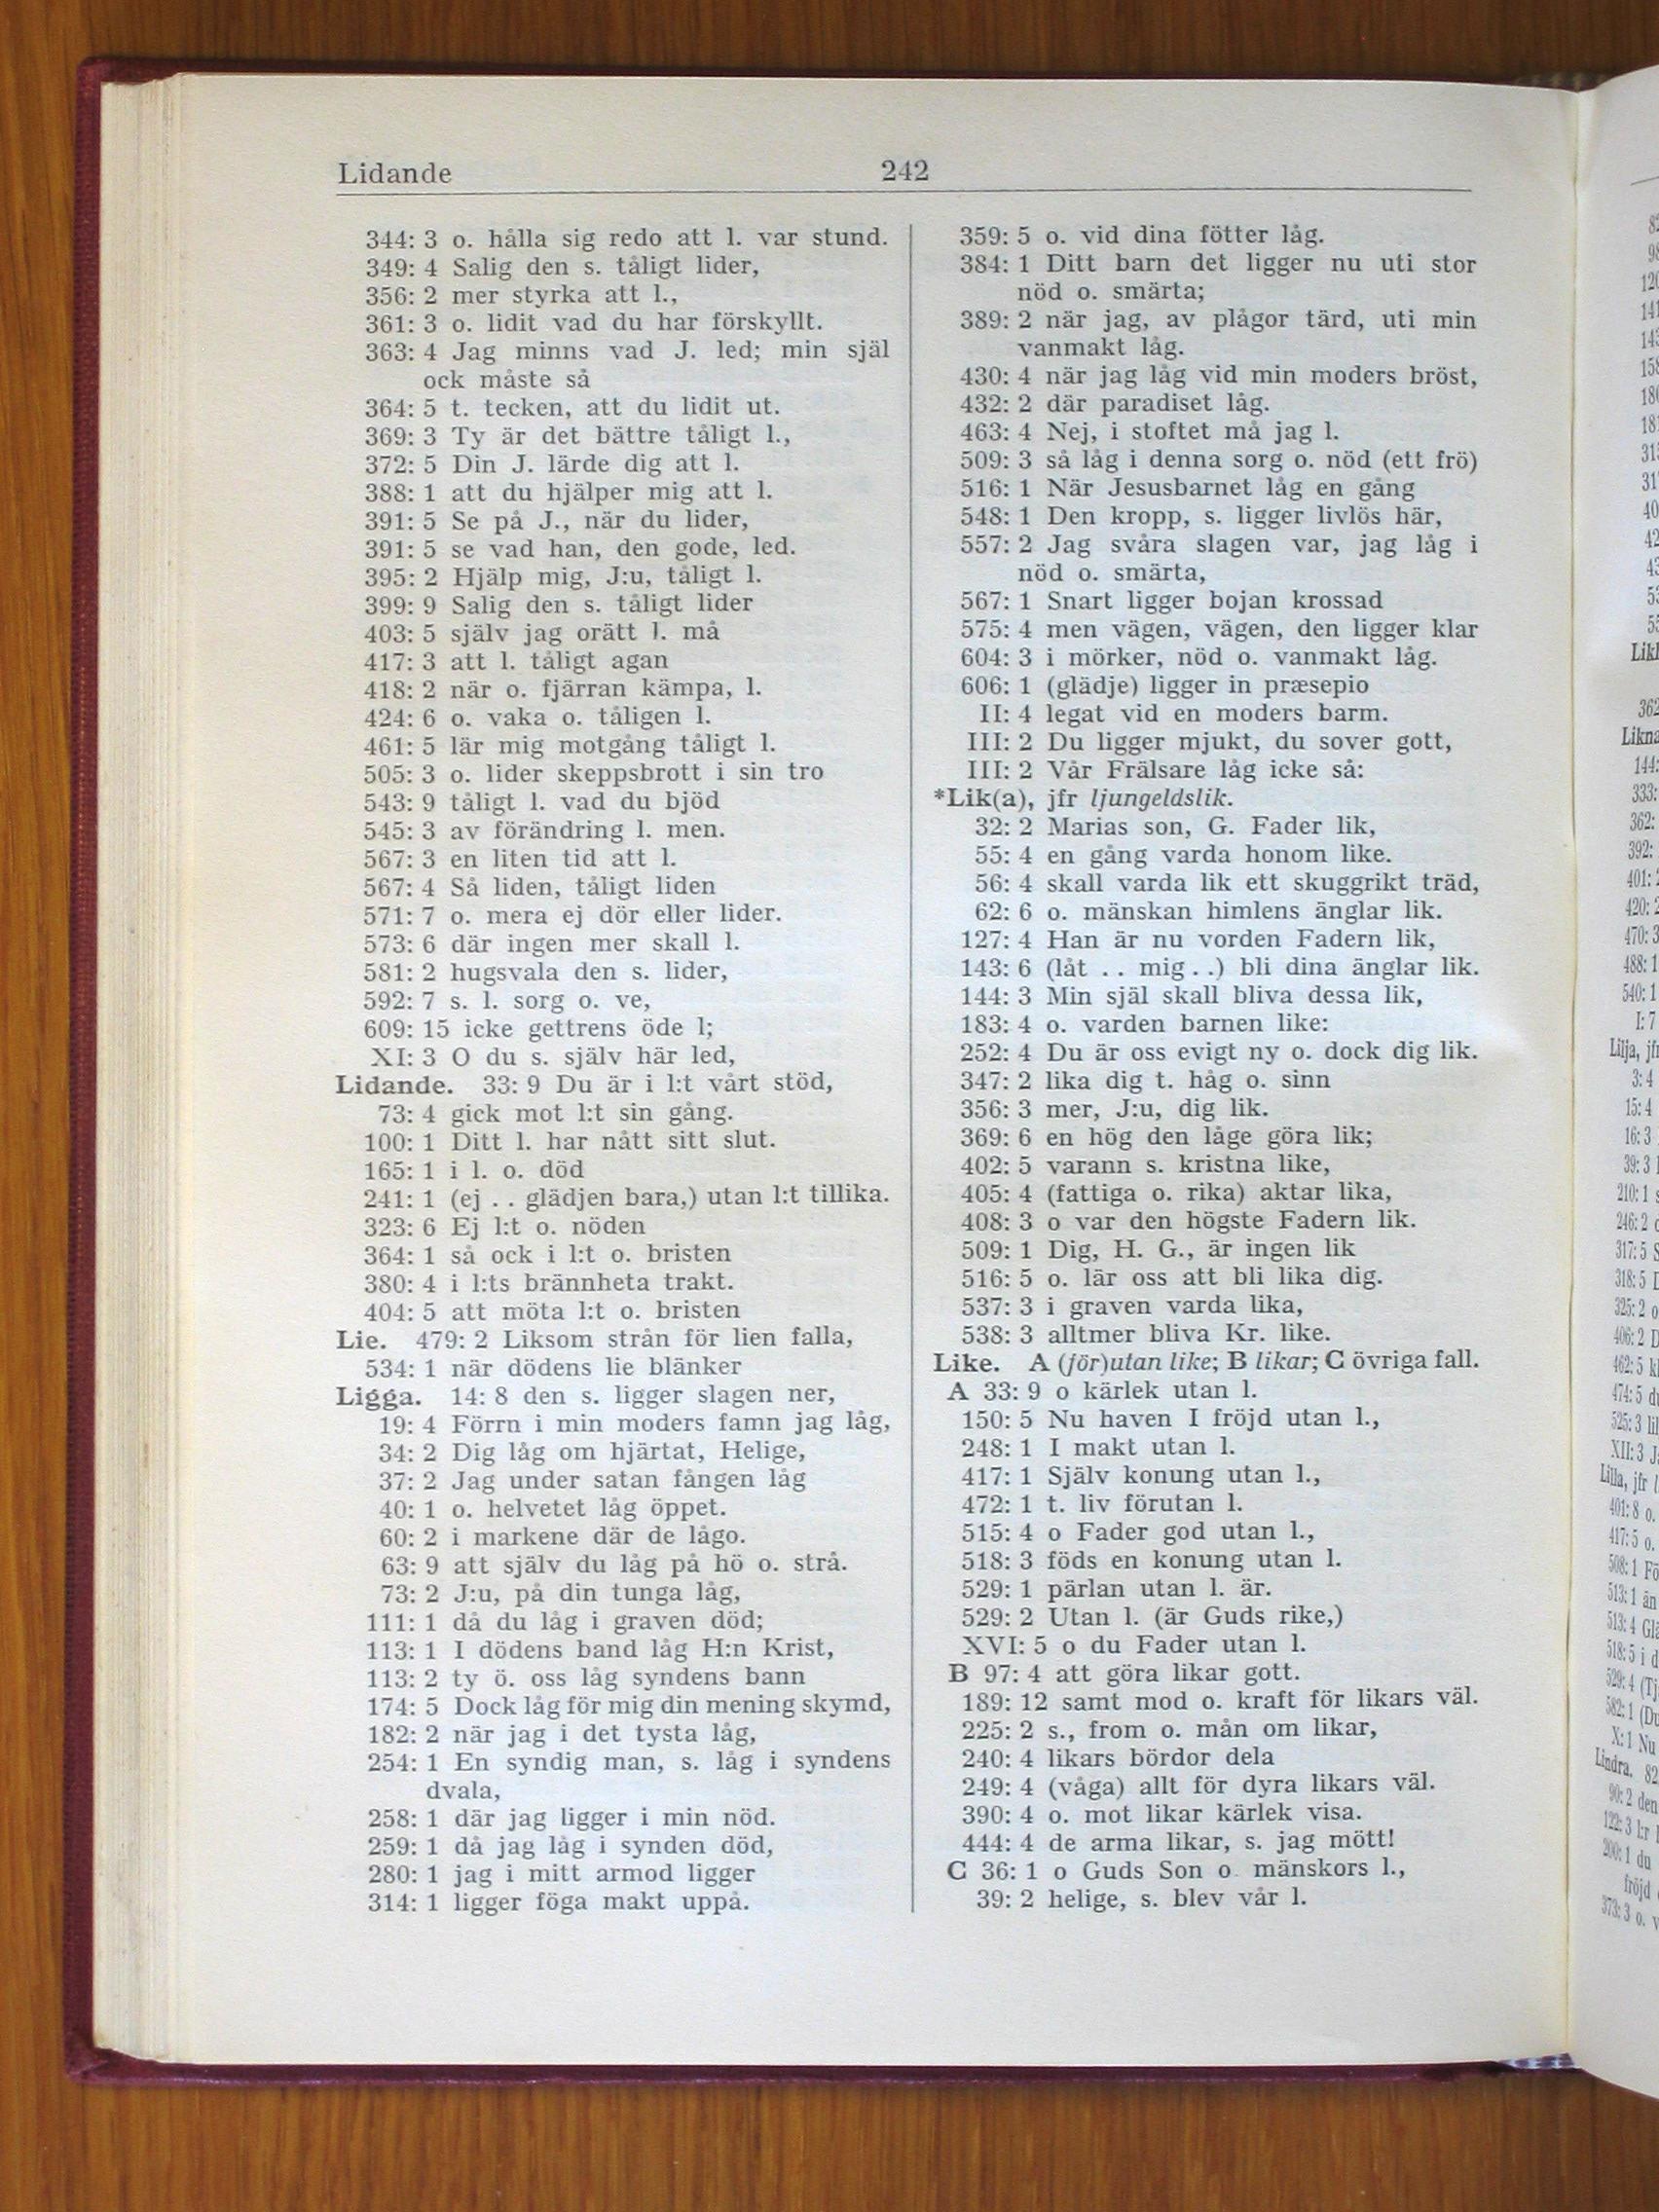 Lidande 242
344: 3 o. hålla sig redo att l. var stund.
349: 4 Salig den s. tåligt lider,
356: 2 mer styrka att l.,
361: 3 o. lidit vad du har förskyllt.
363: 4 Jag minns vad J. led; min själ
ock måste så
364: 5 t. tecken, att du lidit ut.
369: 3 Ty är det bättre tåligt l.,
372: 5 Din J. lärde dig att l.
388: 1 att du hjälper mig att l.
391: 5 Se på J., när du lider,
391: 5 se vad han, den gode, led.
395: 2 Hjälp mig, J:u, tåligt l.
399: 9 Salig den s. tåligt lider
403: 5 själv jag orätt l. må
417: 3 att l. tåligt agan
418: 2 när o. fjärran kämpa, l.
424: 6 o. vaka o. tåligen l.
461: 5 lär mig motgång tåligt l.
505: 3 o. lider skeppsbrott i sin tro
543: 9 tåligt l. vad du bjöd
545: 3 av förändring l. men.
567: 3 en liten tid att l.
567: 4 Så liden, tåligt liden
571: 7 o. mera ej dör eller lider.
573: 6 där ingen mer skall l.
581: 2 hugsvala den s. lider,
592: 7 s. l. sorg o. ve,
609: 15 icke gettrens öde l;
XI: 3 O du s. själv här led,
Lidande. 33: 9 Du är i l:t vårt stöd,
73: 4 gick mot l:t sin gång.
100: 1 Ditt l. har nått sitt slut.
165: 1 i l. o. död
241: 1 (ej . . glädjen bara,) utan l:t tillika.
323: 6 Ej l:t o. nöden
364: 1 så ock i l:t o. bristen
380: 4 i l:ts brännheta trakt.
404: 5 att möta l:t o. bristen
Lie. 479: 2 Liksom strån för lien falla,
534: 1 när dödens lie blänker
Ligga. 14: 8 den s. ligger slagen ner,
19: 4 Förrn i min moders famn jag låg,
34: 2 Dig låg om hjärtat, Helige,
37: 2 Jag under satan fången låg
40: 1 o. helvetet låg öppet.
60: 2 i markene där de lågo.
63: 9 att själv du låg på hö o. strå.
73: 2 J:u, på din tunga låg,
111: 1 då du låg i graven död;
113: 1 I dödens band låg H:n Krist,
113: 2 ty ö. oss låg syndens bann
174: 5 Dock låg för mig din mening skymd,
182: 2 när jag i det tysta låg,
254: 1 En syndig man, s. låg i syndens
dvala,
258: 1 där jag ligger i min nöd.
259: 1 då jag låg i synden död,
280: 1 jag i mitt armod ligger
314: 1 ligger föga makt uppå.
359: 5 o. vid dina fötter låg.
384: 1 Ditt barn det ligger nu uti stor
nöd o. smärta;
389: 2 när jag, av plågor tärd, uti min
vanmakt låg.
430: 4 när jag låg vid min moders bröst,
432: 2 där paradiset låg.
463: 4 Nej, i stoftet må jag l.
509: 3 så låg i denna sorg o. nöd (ett frö)
516: 1 När Jesusbarnet låg en gång
548: 1 Den kropp, s. ligger livlös här,
557: 2 Jag svåra slagen var, jag låg i
nöd o. smärta,
567: 1 Snart ligger bojan krossad
575: 4 men vägen, vägen, den ligger klar
604: 3 i mörker, nöd o. vanmakt låg.
606: 1 (glädje) ligger in præsepio
II: 4 legat vid en moders barm.
III: 2 Du ligger mjukt, du sover gott,
III: 2 Vår Frälsare låg icke så:
*Lik(a), jfr ljungeldslik.
32: 2 Marias son, G. Fader lik,
55: 4 en gång varda honom like.
56: 4 skall varda lik ett skuggrikt träd,
62: 6 o. mänskan himlens änglar lik.
127: 4 Han är nu vorden Fadern lik,
143: 6 (låt . . mig . .) bli dina änglar lik.
144: 3 Min själ skall bliva dessa lik,
183: 4 o. varden barnen like:
252: 4 Du är oss evigt ny o. dock dig lik.
347: 2 lika dig t. håg o. sinn
356: 3 mer, J:u, dig lik.
369: 6 en hög den låge göra lik;
402: 5 varann s. kristna like,
405: 4 (fattiga o. rika) aktar lika,
408: 3 o var den högste Fadern lik.
509: 1 Dig, H. G., är ingen lik
516: 5 o. lär oss att bli lika dig.
537: 3 i graven varda lika,
538: 3 alltmer bliva Kr. like.
Like. A (för)utan like; B likar; C övriga fall.
A 33: 9 o kärlek utan l.
150: 5 Nu haven I fröjd utan l.,
248: 1 I makt utan l.
417: 1 Själv konung utan l.,
472: 1 t. liv förutan l.
515: 4 o Fader god utan l.,
518: 3 föds en konung utan l.
529: 1 pärlan utan l. är.
529: 2 Utan l. (är Guds rike,)
XVI: 5 o du Fader utan l.
B 97: 4 att göra likar gott.
189: 12 samt mod o. kraft för likars väl.
225: 2 s., from o. mån om likar,
240: 4 likars bördor dela
249: 4 (våga) allt för dyra likars väl.
390: 4 o. mot likar kärlek visa.
444: 4 de arma likar, s. jag mött!
C 36: 1 o Guds Son o. mänskors l.,
39: 2 helige, s. blev vår l.